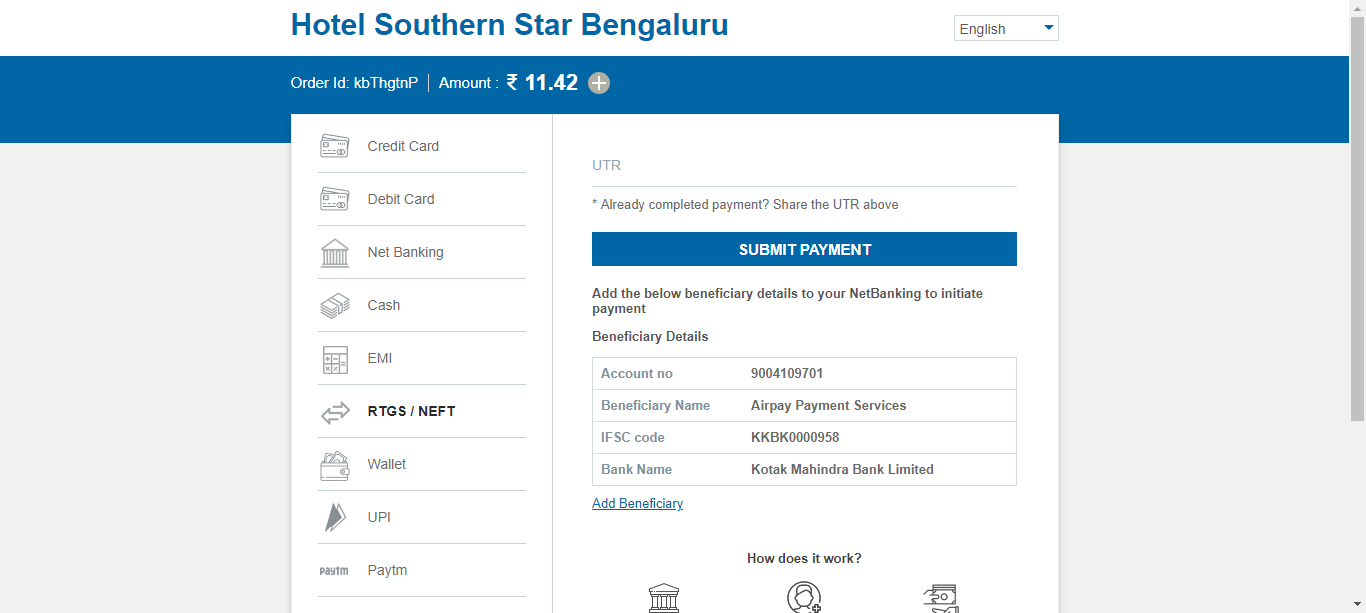 Hotel Southern Star Bengaluru
English
Order Id: kbThgtnP | Amount : ₹ 11.42
Credit Card
Debit Card
Net Banking
Cash
EMI
RTGS / NEFT
Wallet
UPI
paytm Paytm
UTR
* Already completed payment? Share the UTR above
SUBMIT PAYMENT
Add the below beneficiary details to your NetBanking to initiate
payment
Beneficiary Details
Account no 9004109701
Beneficiary Name Airpay Payment Services
IFSC code KKBK0000958
Bank Name Kotak Mahindra Bank Limited
Add Beneficiary
How does it work?